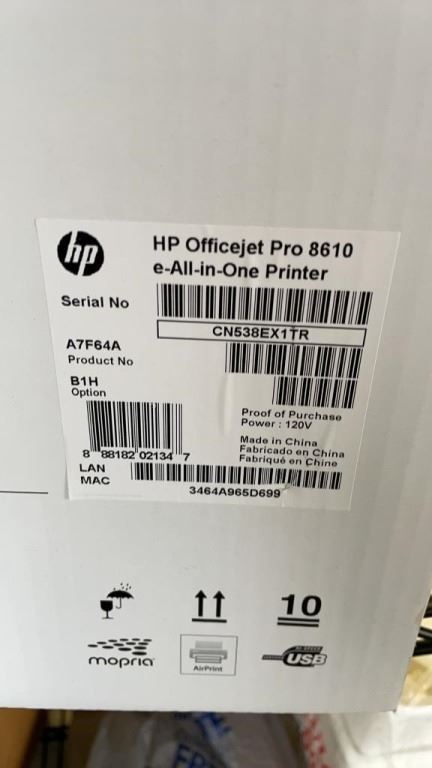 hp
HP Officejet Pro 8610
e-All-in-One Printer
Serial No
CN538EX1TR
A7F64A
Product No
B1H
Option
Proof of Purchase
Power : 120V
Made in China
Fabricado en China
Fabriqué en Chine
8 88182 02134 7
LAN
MAC
3464A965D699
10
mopria
AirPrint
USB